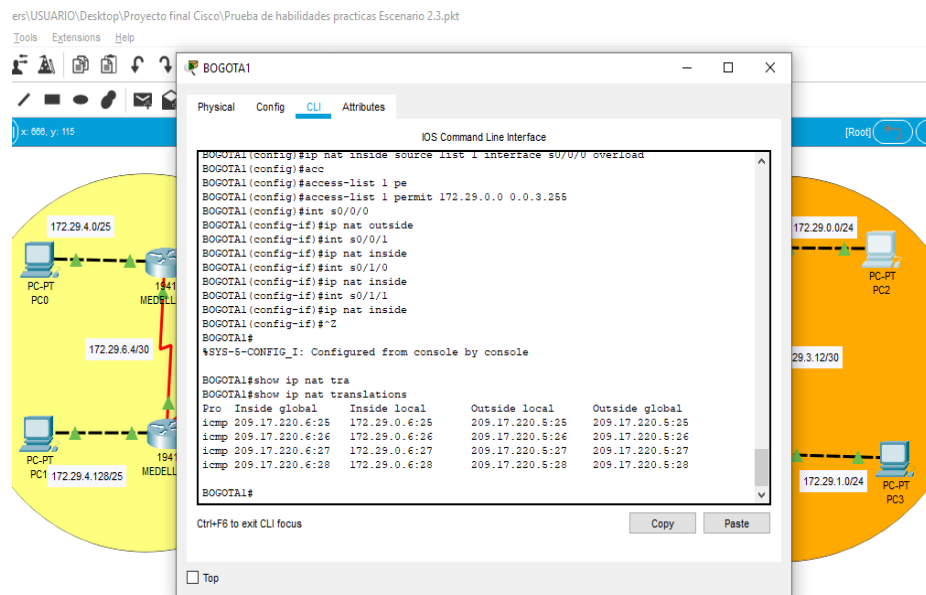 ers\USUARIO\Desktop\Proyecto final Cisco\Prueba de habilidades practicas Escenario 2.3.pkt
Tools Extensions Help
x: 666, y: 115
[Root]
BOGOTA1
Physical Config CLI Attributes
IOS Command Line Interface
BOGOTA1(config)#ip nat inside source list 1 interface s0/0/0 overload
BOGOTA1(config)#acc
BOGOTA1(config)#access-list 1 pe
BOGOTA1(config)#access-list 1 permit 172.29.0.0 0.0.3.255
BOGOTA1(config)#int s0/0/0
BOGOTA1(config-if)#ip nat outside
BOGOTA1(config-if)#int s0/0/1
BOGOTA1(config-if)#ip nat inside
BOGOTA1(config-if)#int s0/1/0
BOGOTA1(config-if)#ip nat inside
BOGOTA1(config-if)#int s0/1/1
BOGOTA1(config-if)#ip nat inside
BOGOTA1(config-if)#^Z
BOGOTA1#
%SYS-5-CONFIG_I: Configured from console by console
BOGOTA1#show ip nat tra
BOGOTA1#show ip nat translations
Pro Inside global Inside local Outside local Outside global
icmp 209.17.220.6:25 172.29.0.6:25 209.17.220.5:25 209.17.220.5:25
icmp 209.17.220.6:26 172.29.0.6:26 209.17.220.5:26 209.17.220.5:26
icmp 209.17.220.6:27 172.29.0.6:27 209.17.220.5:27 209.17.220.5:27
icmp 209.17.220.6:28 172.29.0.6:28 209.17.220.5:28 209.17.220.5:28
BOGOTA1#
Ctrl+F6 to exit CLI focus
Copy Paste
Top
172.29.4.0/25
PC-PT
PC0
1941
MEDELL
172.29.6.4/30
PC-PT
PC1
172.29.4.128/25
1941
MEDELL
172.29.0.0/24
PC-PT
PC2
29.3.12/30
172.29.1.0/24
PC-PT
PC3